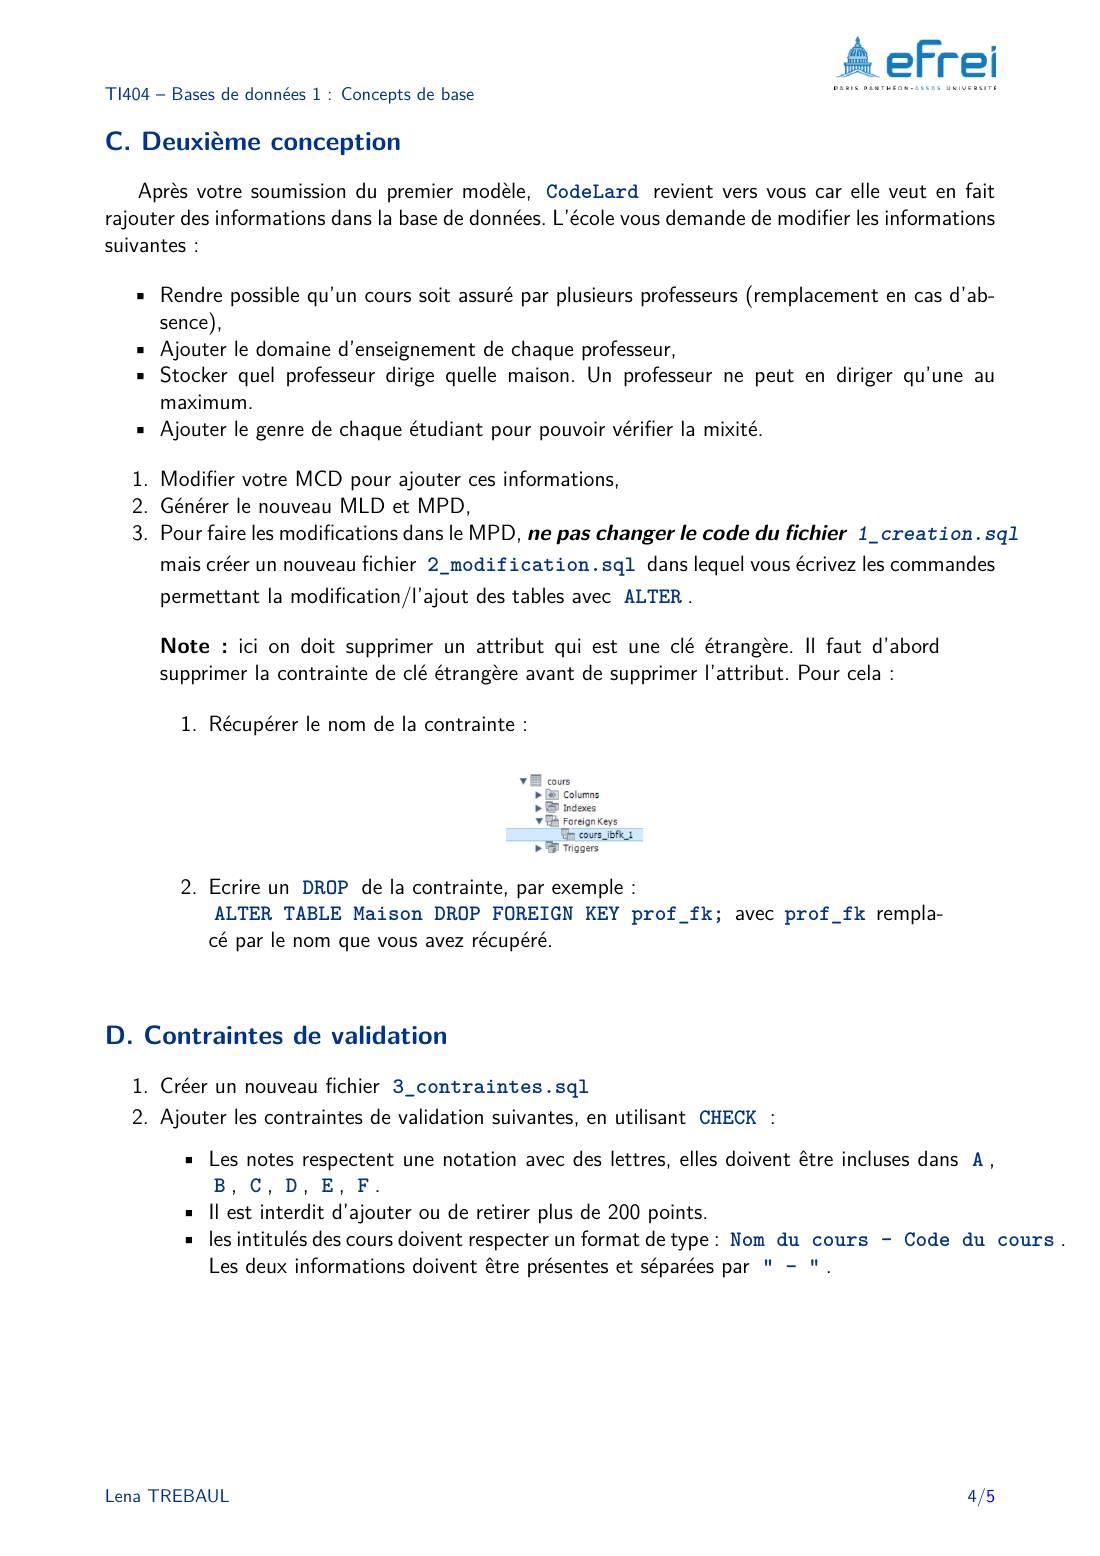 efrei
PARIS PANTHÉON-ASSAS UNIVERSITÉ
TI404 – Bases de données 1 : Concepts de base
C. Deuxième conception
Après votre soumission du premier modèle, CodeLard revient vers vous car elle veut en fait
rajouter des informations dans la base de données. L'école vous demande de modifier les informations
suivantes :
▪ Rendre possible qu'un cours soit assuré par plusieurs professeurs (remplacement en cas d'ab-
sence),
▪ Ajouter le domaine d'enseignement de chaque professeur,
▪ Stocker quel professeur dirige quelle maison. Un professeur ne peut en diriger qu'une au
maximum.
▪ Ajouter le genre de chaque étudiant pour pouvoir vérifier la mixité.
1. Modifier votre MCD pour ajouter ces informations,
2. Générer le nouveau MLD et MPD,
3. Pour faire les modifications dans le MPD, ne pas changer le code du fichier 1_creation.sql
mais créer un nouveau fichier 2_modification.sql dans lequel vous écrivez les commandes
permettant la modification/l'ajout des tables avec ALTER .
Note : ici on doit supprimer un attribut qui est une clé étrangère. Il faut d'abord
supprimer la contrainte de clé étrangère avant de supprimer l'attribut. Pour cela :
1. Récupérer le nom de la contrainte :
cours
Columns
Indexes
Foreign Keys
cours_ibfk_1
Triggers
2. Ecrire un DROP de la contrainte, par exemple :
ALTER TABLE Maison DROP FOREIGN KEY prof_fk; avec prof_fk rempla-
cé par le nom que vous avez récupéré.
D. Contraintes de validation
1. Créer un nouveau fichier 3_contraintes.sql
2. Ajouter les contraintes de validation suivantes, en utilisant CHECK :
▪ Les notes respectent une notation avec des lettres, elles doivent être incluses dans A ,
B , C , D , E , F .
▪ Il est interdit d'ajouter ou de retirer plus de 200 points.
▪ les intitulés des cours doivent respecter un format de type : Nom du cours - Code du cours .
Les deux informations doivent être présentes et séparées par " - " .
Lena TREBAUL
4/5